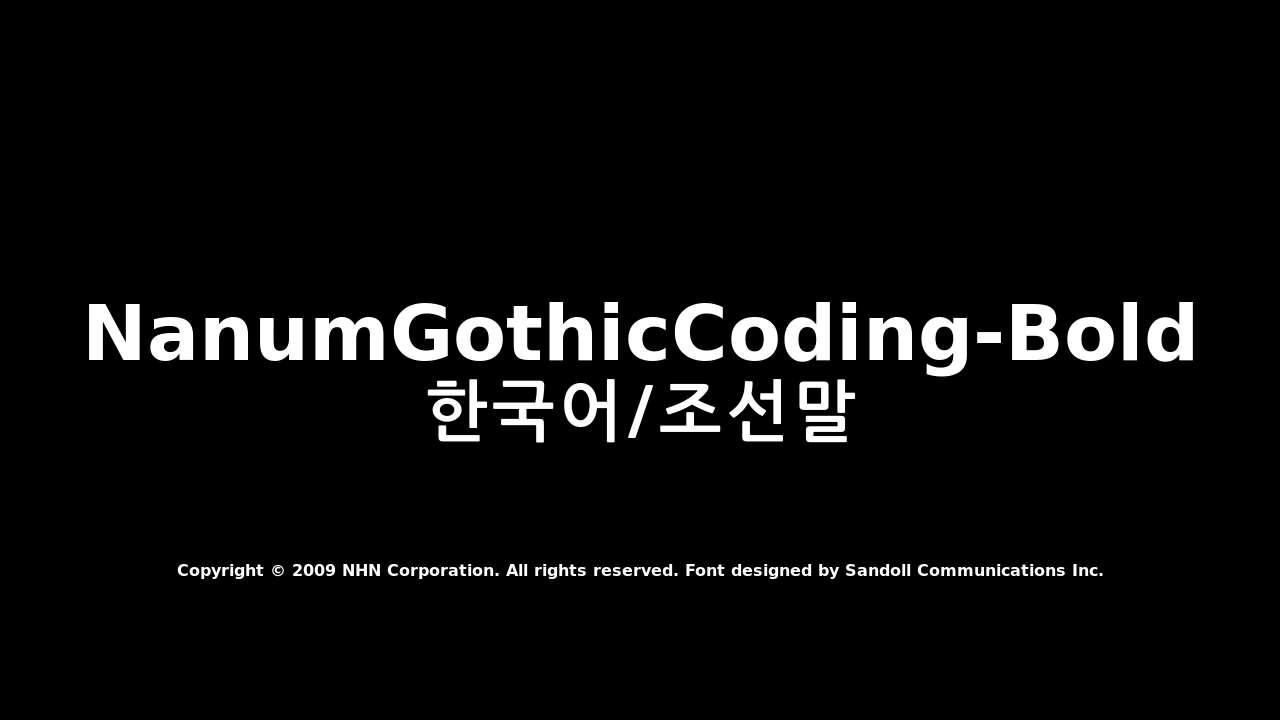 NanumGothicCoding-Bold
한국어/조선말
Copyright © 2009 NHN Corporation. All rights reserved. Font designed by Sandoll Communications Inc.